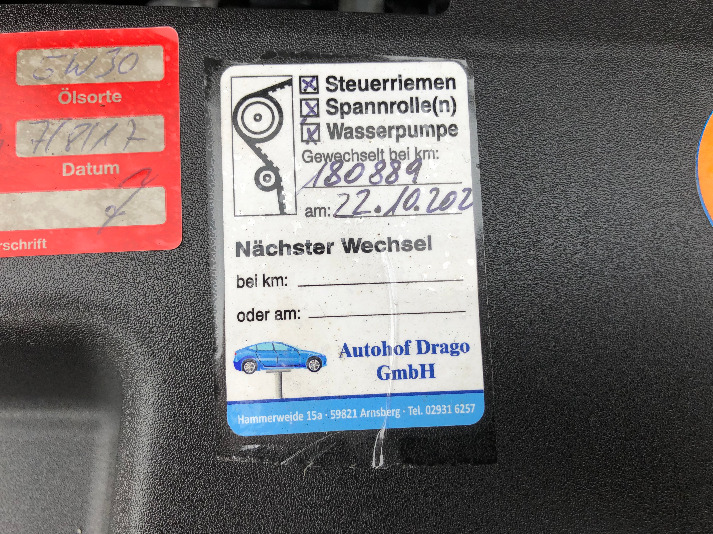 5W30
Ölsorte
7/8/17
Datum
rschrift
Steuerriemen
Spannrolle(n)
Wasserpumpe
Gewechselt bei km:
180889
am: 22.10.202
Nächster Wechsel
bei km:
oder am:
Autohof Drago
GmbH
Hammerweide 15a · 59821 Arnsberg · Tel. 02931 6257